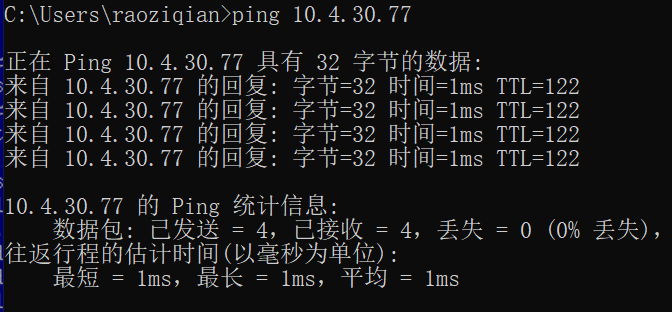 C:\Users\raoziqian>ping 10.4.30.77
正在 Ping 10.4.30.77 具有 32 字节的数据:
来自 10.4.30.77 的回复: 字节=32 时间=1ms TTL=122
来自 10.4.30.77 的回复: 字节=32 时间=1ms TTL=122
来自 10.4.30.77 的回复: 字节=32 时间=1ms TTL=122
来自 10.4.30.77 的回复: 字节=32 时间=1ms TTL=122
10.4.30.77 的 Ping 统计信息:
数据包: 已发送 = 4，已接收 = 4，丢失 = 0 (0% 丢失)，
往返行程的估计时间(以毫秒为单位):
最短 = 1ms，最长 = 1ms，平均 = 1ms